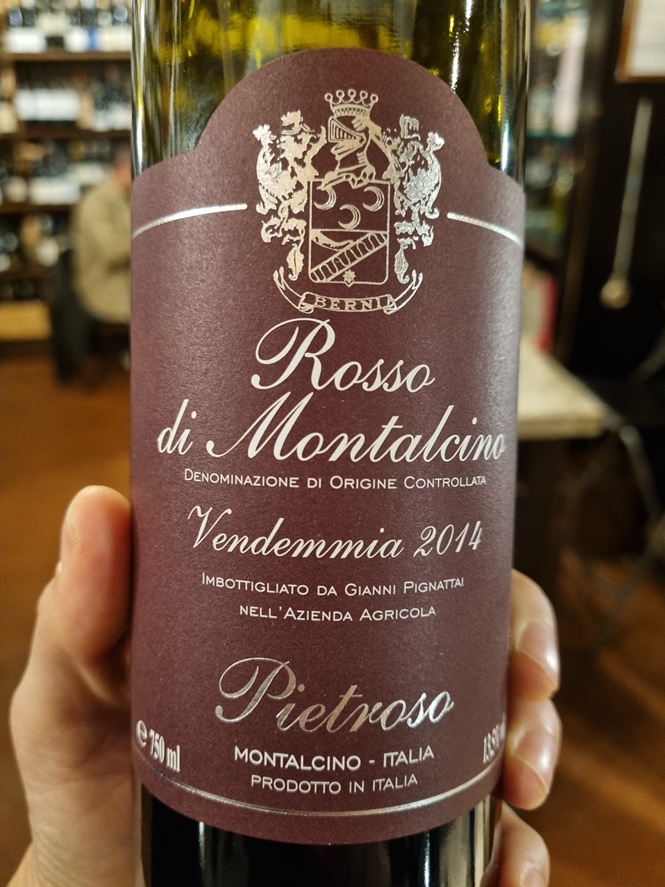 BERNI
Rosso
di Montalcino
DENOMINAZIONE DI ORIGINE CONTROLLATA
Vendemmia 2014
IMBOTTIGLIATO DA GIANNI PIGNATTAI
NELL'AZIENDA AGRICOLA
Pietroso
e 750 ml
MONTALCINO - ITALIA
PRODOTTO IN ITALIA